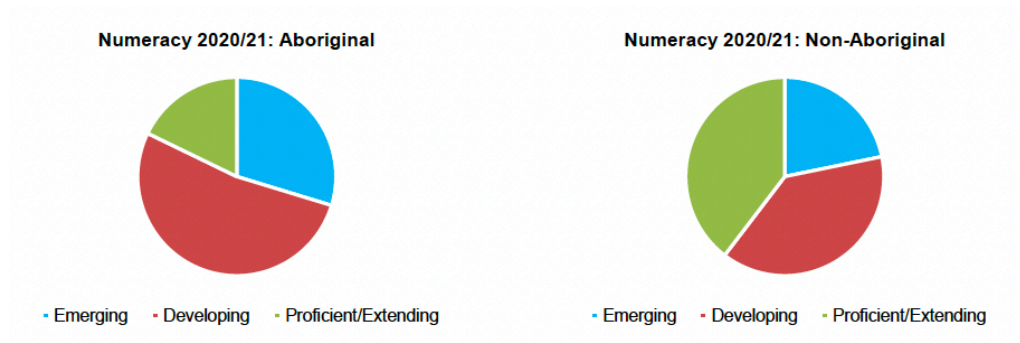 Numeracy 2020/21: Aboriginal
Numeracy 2020/21: Non-Aboriginal
Emerging Developing Proficient/Extending
Emerging Developing Proficient/Extending